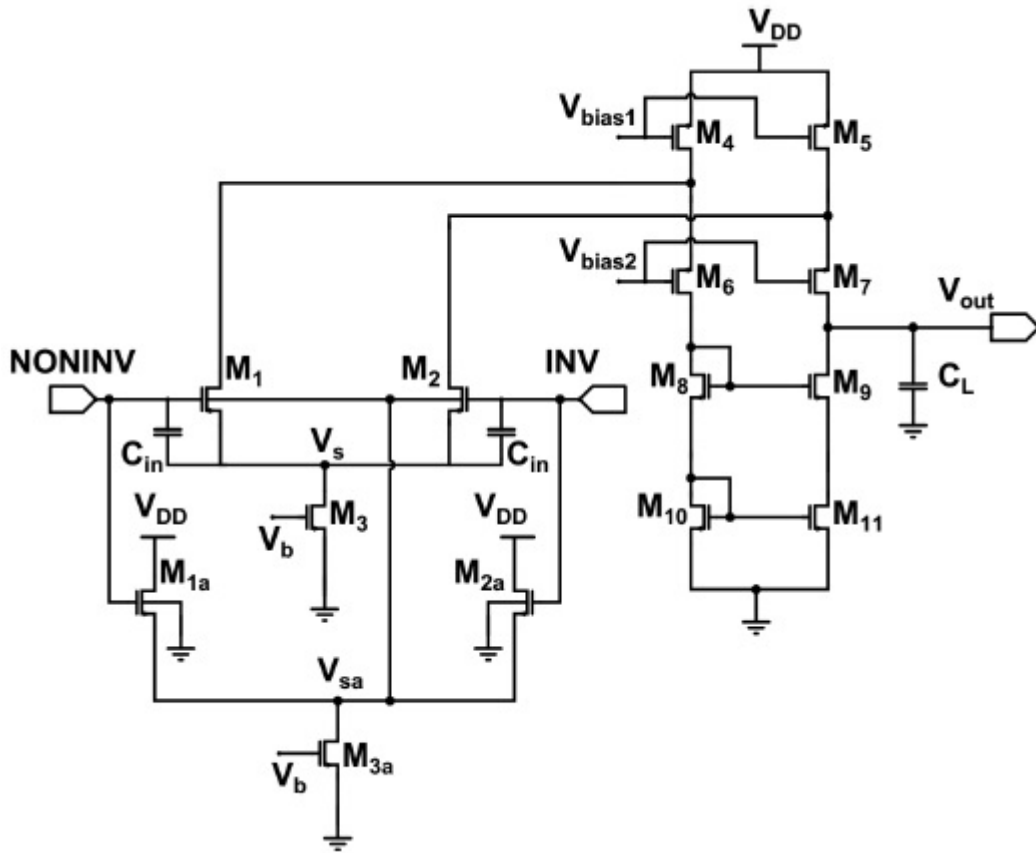 V_DD
V_bias1
M_4
M_5
V_bias2
M_6
M_7
V_out
NONINV
M_1
M_2
INV
M_8
M_9
C_L
C_in
V_s
C_in
V_DD
M_3
V_DD
M_10
M_11
V_b
M_1a
M_2a
V_sa
V_b
M_3a